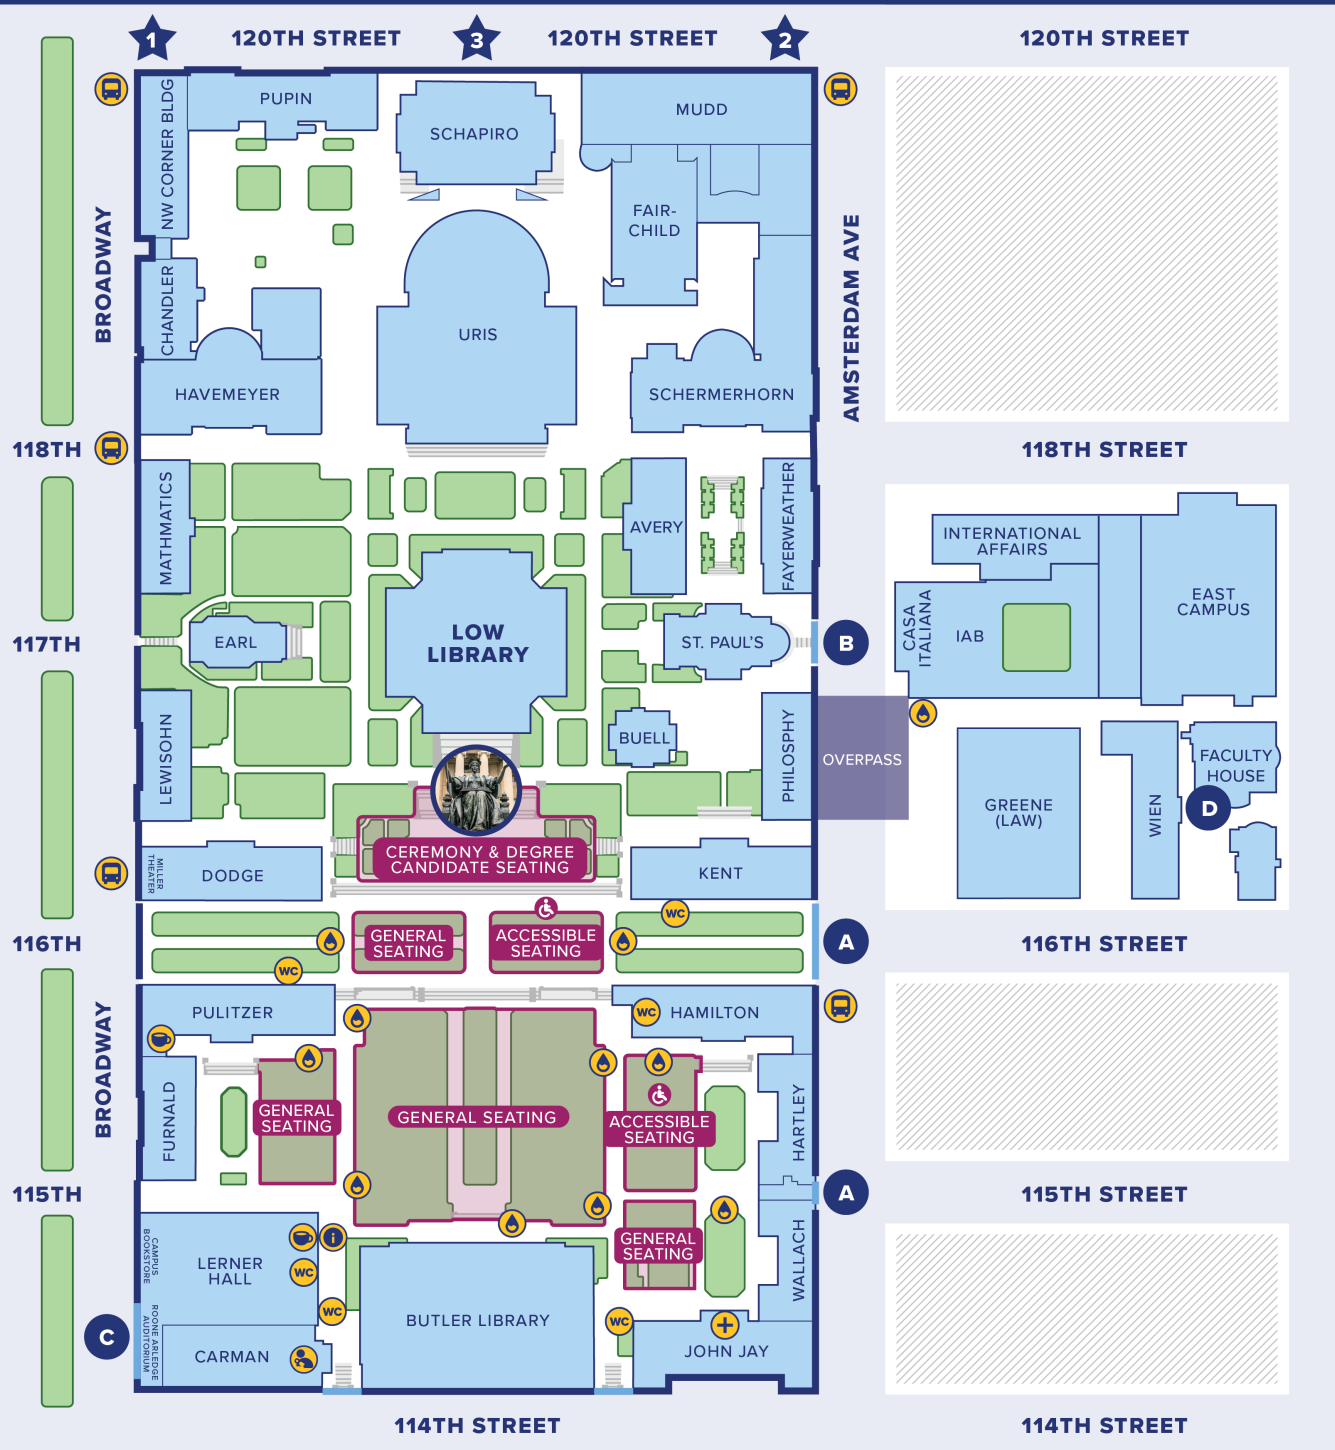 1
120TH STREET
3
120TH STREET
2
120TH STREET
NW CORNER BLDG
PUPIN
SCHAPIRO
MUDD
FAIR-
CHILD
BROADWAY
AMSTERDAM AVE
CHANDLER
URIS
HAVEMEYER
SCHERMERHORN
118TH
118TH STREET
MATHMATICS
AVERY
FAYERWEATHER
INTERNATIONAL
AFFAIRS
EAST
CAMPUS
CASA
ITALIANA
IAB
117TH
EARL
LOW
LIBRARY
ST. PAUL'S
B
LEWISOHN
BUELL
PHILOSPHY
OVERPASS
FACULTY
HOUSE
D
GREENE
(LAW)
WIEN
CEREMONY & DEGREE
CANDIDATE SEATING
MILLER
THEATER
DODGE
KENT
116TH
GENERAL
SEATING
ACCESSIBLE
SEATING
WC
WC
A
116TH STREET
PULITZER
WC
HAMILTON
BROADWAY
FURNALD
GENERAL
SEATING
GENERAL SEATING
ACCESSIBLE
SEATING
HARTLEY
115TH
A
115TH STREET
CAMPUS
BOOKSTORE
LERNER
HALL
i
WC
WC
GENERAL
SEATING
WALLACH
C
ROONE ARLEDGE
AUDITORIUM
CARMAN
BUTLER LIBRARY
WC
JOHN JAY
114TH STREET
114TH STREET